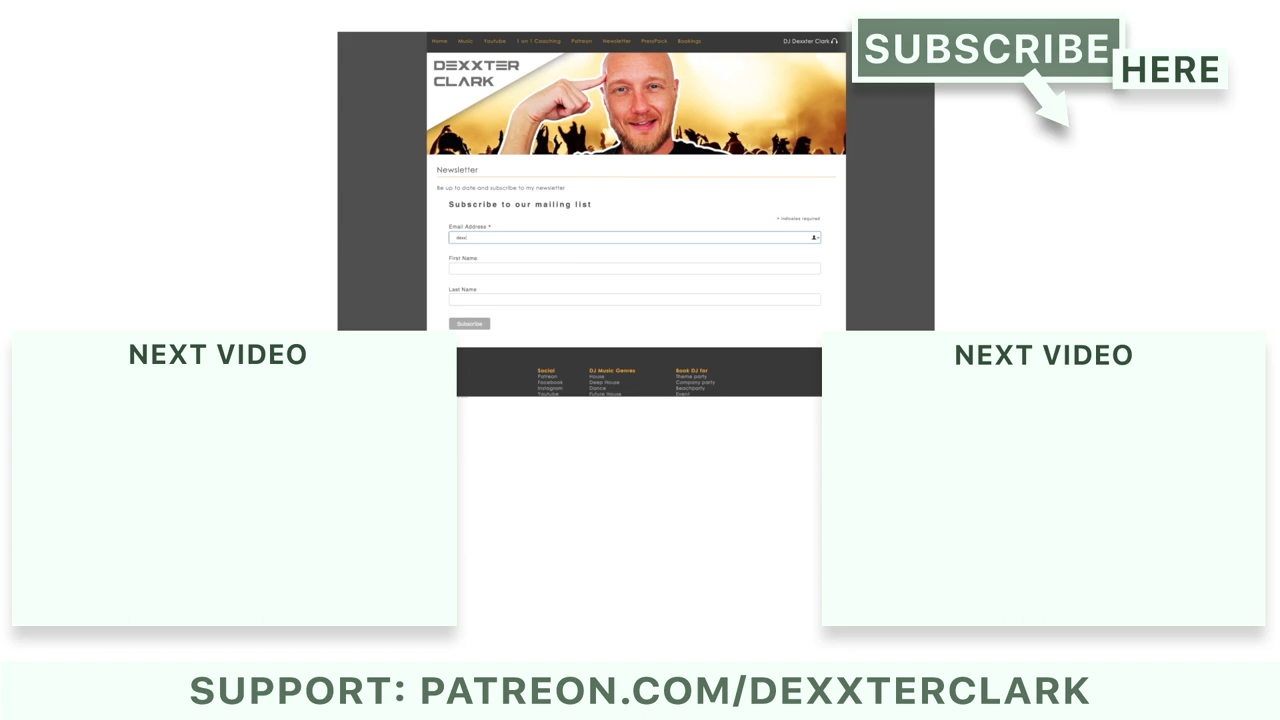 Home Music Youtube 1 on 1 Coaching Patreon Newsletter PressPack Bookings DJ Dexxter Clark
SUBSCRIBE
HERE
DEXXTER
CLARK
Newsletter
Be up to date and subscribe to my newsletter
Subscribe to our mailing list
* indicates required
Email Address *
First Name
Last Name
Subscribe
NEXT VIDEO
NEXT VIDEO
Social DJ Music Genres Book DJ for
Patreon House Theme party
Facebook Deep House Company party
Instagram Dance Beachparty
Youtube Future House Event
SUPPORT: PATREON.COM/DEXXTERCLARK